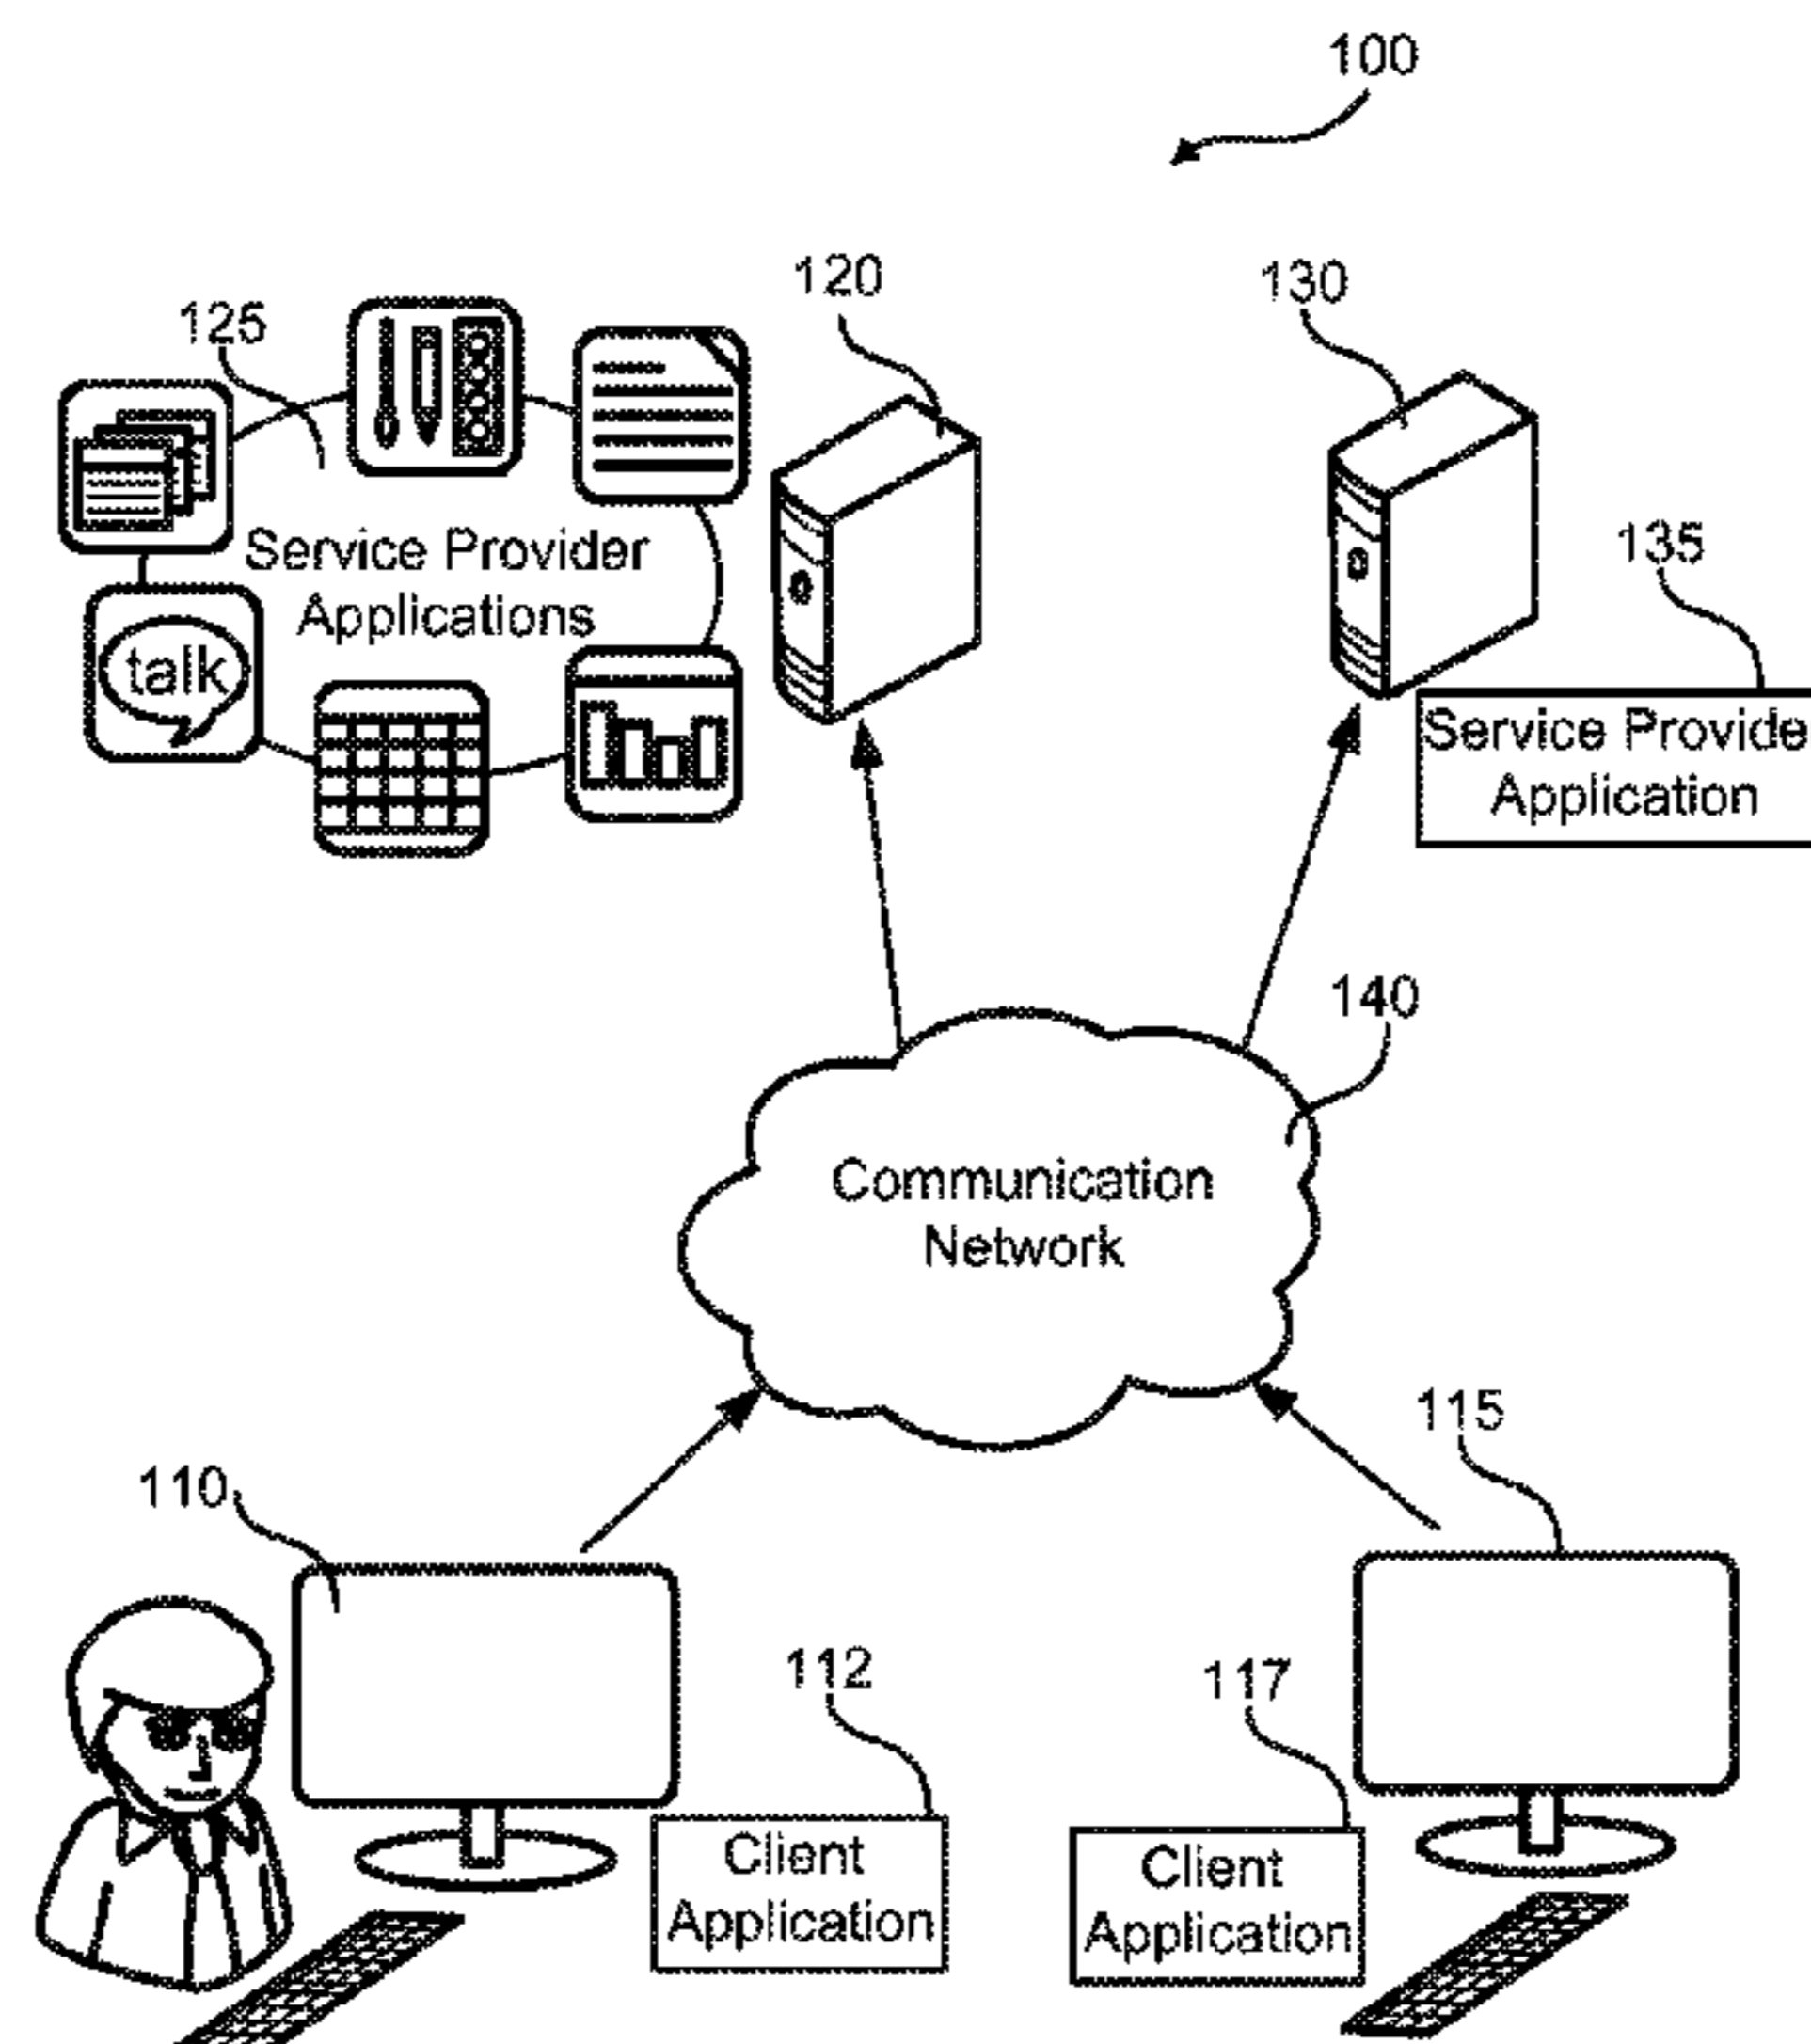 100
120
130
125
Service Provider
Applications
talk
135
Service Provide
Application
140
Communication
Network
115
110
112
117
Client
Application
Client
Application